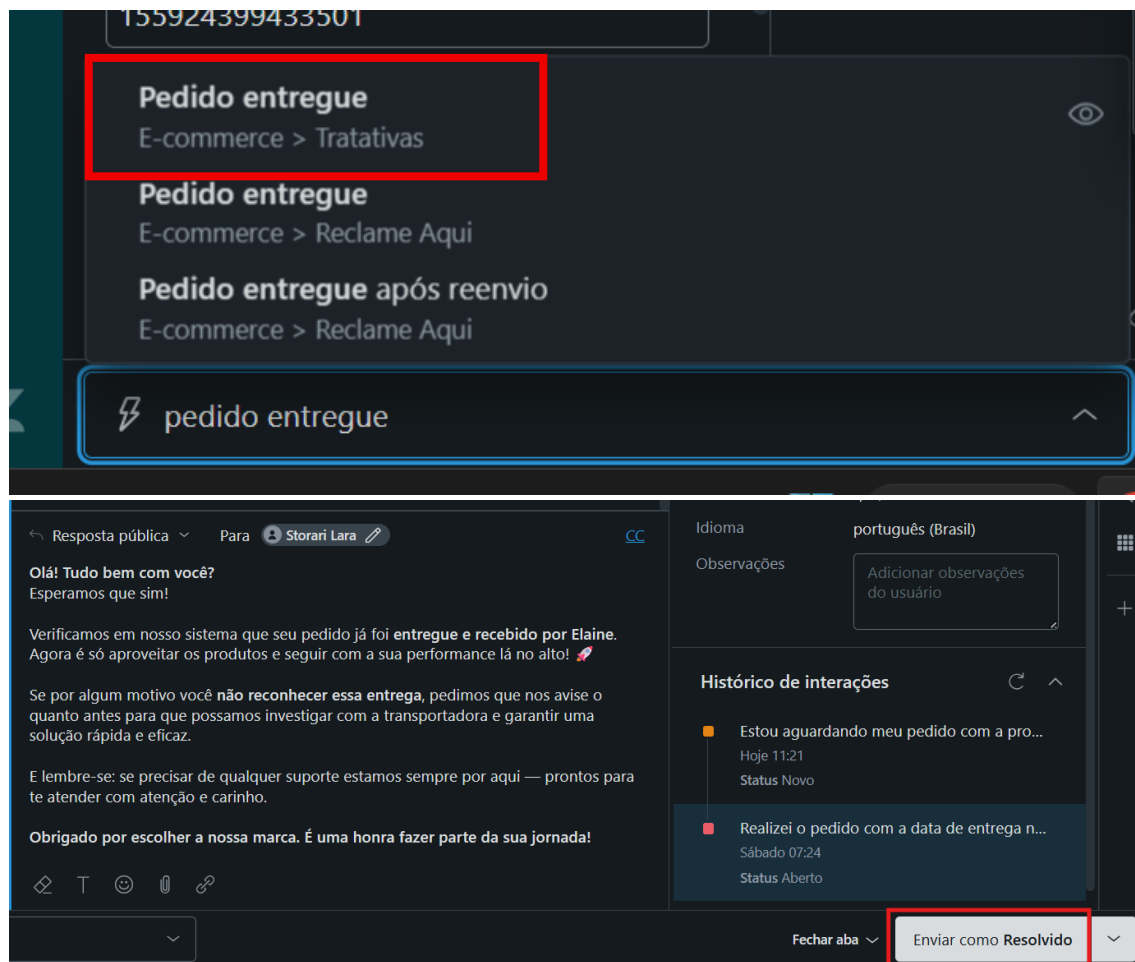 155924399433501
Pedido entregue
E-commerce > Tratativas
Pedido entregue
E-commerce > Reclame Aqui
Pedido entregue após reenvio
E-commerce > Reclame Aqui
pedido entregue
Resposta pública Para Storari Lara CC
Olá! Tudo bem com você?
Esperamos que sim!
Verificamos em nosso sistema que seu pedido já foi entregue e recebido por Elaine.
Agora é só aproveitar os produtos e seguir com a sua performance lá no alto! 🚀
Se por algum motivo você não reconhecer essa entrega, pedimos que nos avise o
quanto antes para que possamos investigar com a transportadora e garantir uma
solução rápida e eficaz.
E lembre-se: se precisar de qualquer suporte estamos sempre por aqui — prontos para
te atender com atenção e carinho.
Obrigado por escolher a nossa marca. É uma honra fazer parte da sua jornada!
Idioma português (Brasil)
Observações Adicionar observações
do usuário
Histórico de interações
Estou aguardando meu pedido com a pro...
Hoje 11:21
Status Novo
Realizei o pedido com a data de entrega n...
Sábado 07:24
Status Aberto
Fechar aba Enviar como Resolvido